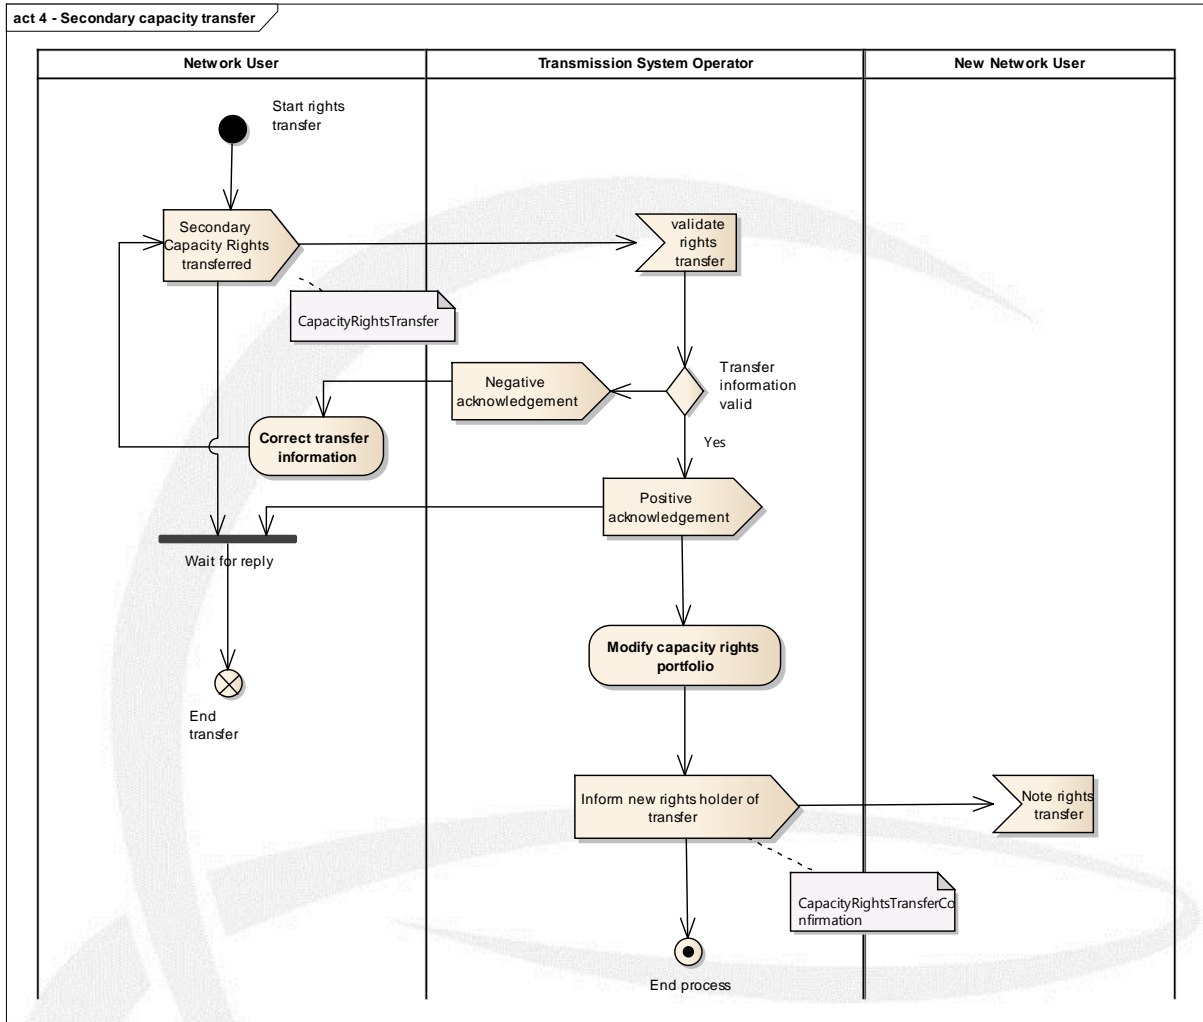 act 4 - Secondary capacity transfer
Network User
Transmission System Operator
New Network User
Start rights
transfer
Secondary
Capacity Rights
transferred
validate
rights
transfer
CapacityRightsTransfer
Transfer
information
valid
Negative
acknowledgement
Correct transfer
information
Yes
Positive
acknowledgement
Wait for reply
Modify capacity rights
portfolio
End
transfer
Inform new rights holder of
transfer
Note rights
transfer
CapacityRightsTransferCo
nfirmation
End process